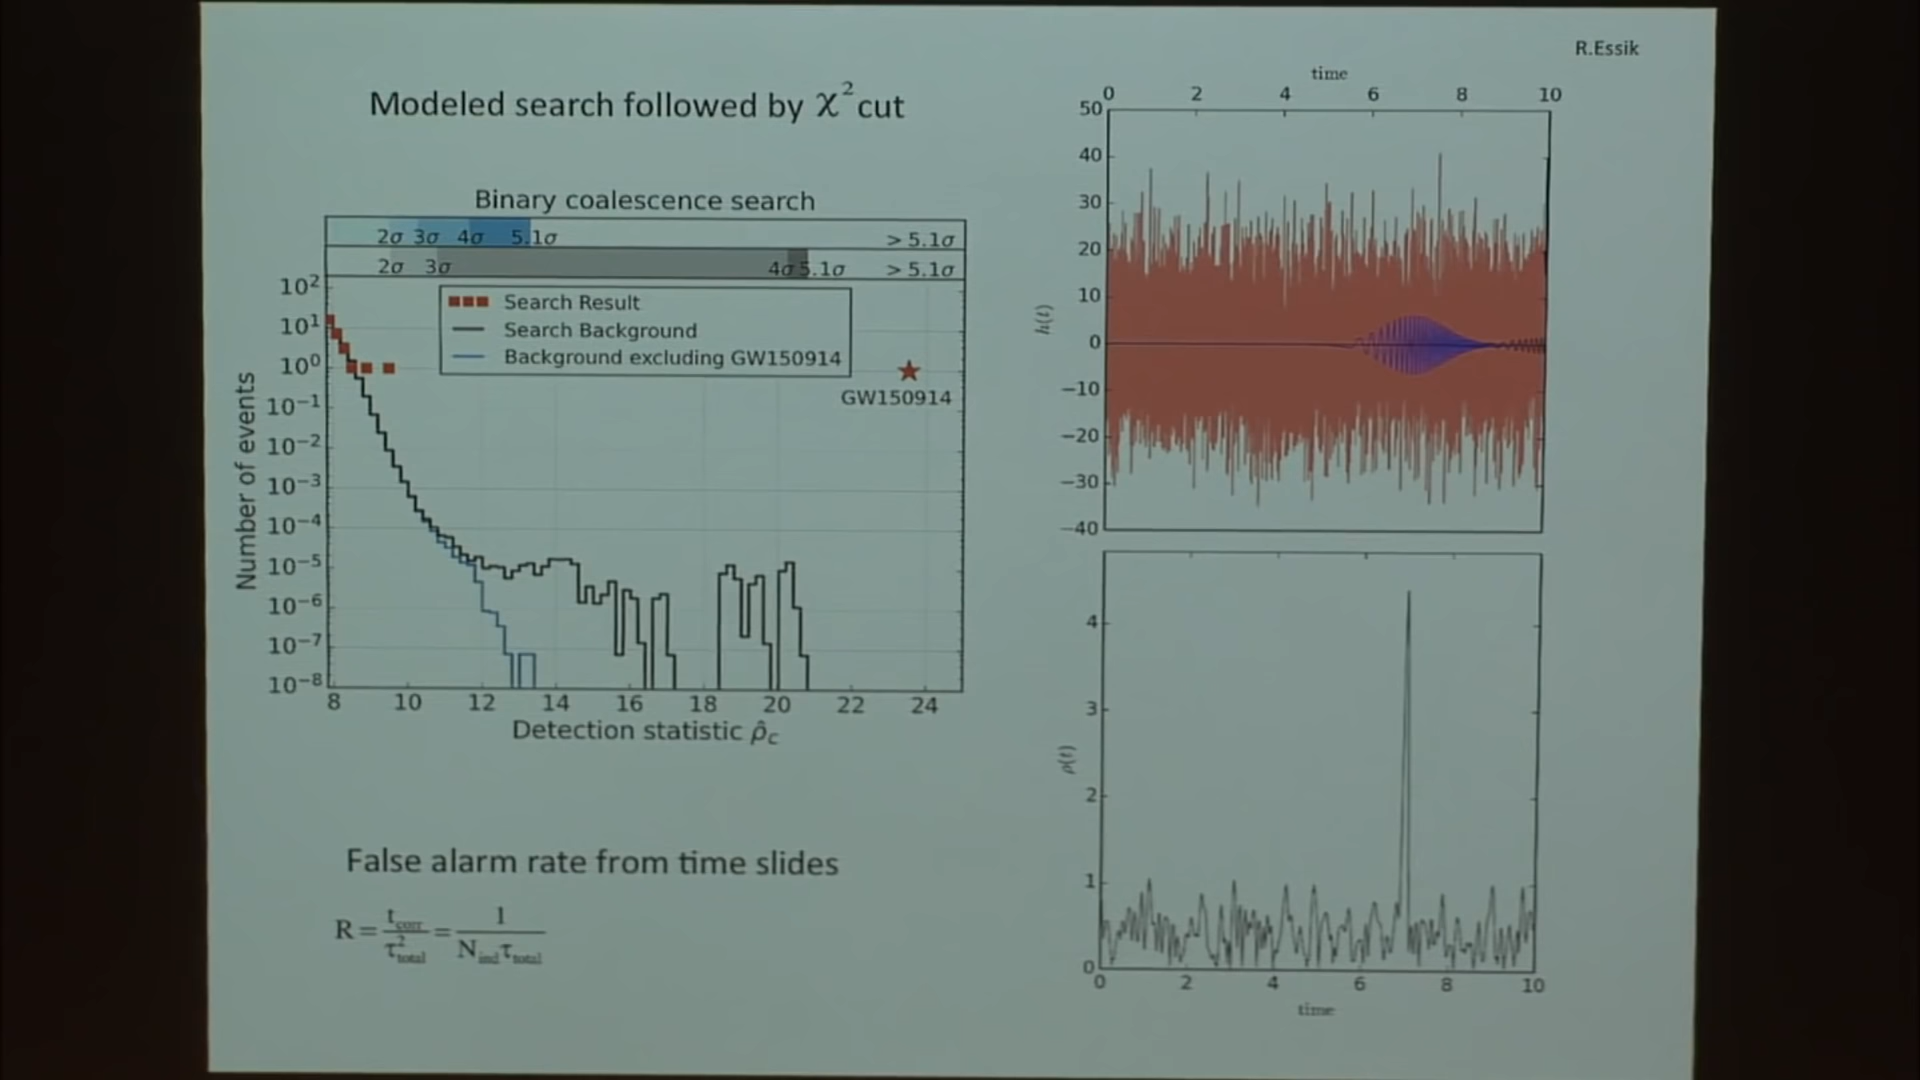 R.Essik
Modeled search followed by χ² cut
Binary coalescence search
2σ 3σ 4σ 5.1σ > 5.1σ
2σ 3σ 4σ 5.1σ > 5.1σ
Search Result
Search Background
Background excluding GW150914
GW150914
Number of events
10² 10¹ 10⁰ 10⁻¹ 10⁻² 10⁻³ 10⁻⁴ 10⁻⁵ 10⁻⁶ 10⁻⁷ 10⁻⁸
8 10 12 14 16 18 20 22 24
Detection statistic ρ̂c
False alarm rate from time slides
R = t_corr / τ²_total = 1 / N_ind τ_total
time
0 2 4 6 8 10
50 40 30 20 10 0 −10 −20 −30 −40
h(t)
4 3 2 1 0
ρ(t)
0 2 4 6 8 10
time